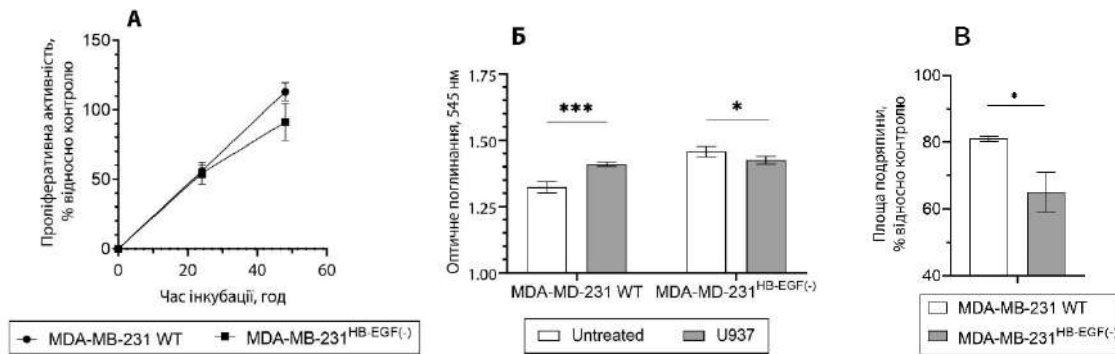 А
Проліферативна активність,
% відносно контролю
150
100
50
0
0
20
40
60
Час інкубації, год
MDA-MB-231 WT
MDA-MB-231HB-EGF(-)
Б
Оптичне поглинання, 545 нм
1.75
1.50
1.25
1.00
***
*
MDA-MD-231 WT
MDA-MD-231HB-EGF(-)
Untreated
U937
В
Площа подряпини,
% відносно контролю
100
80
60
40
*
MDA-MB-231 WT
MDA-MB-231HB-EGF(-)